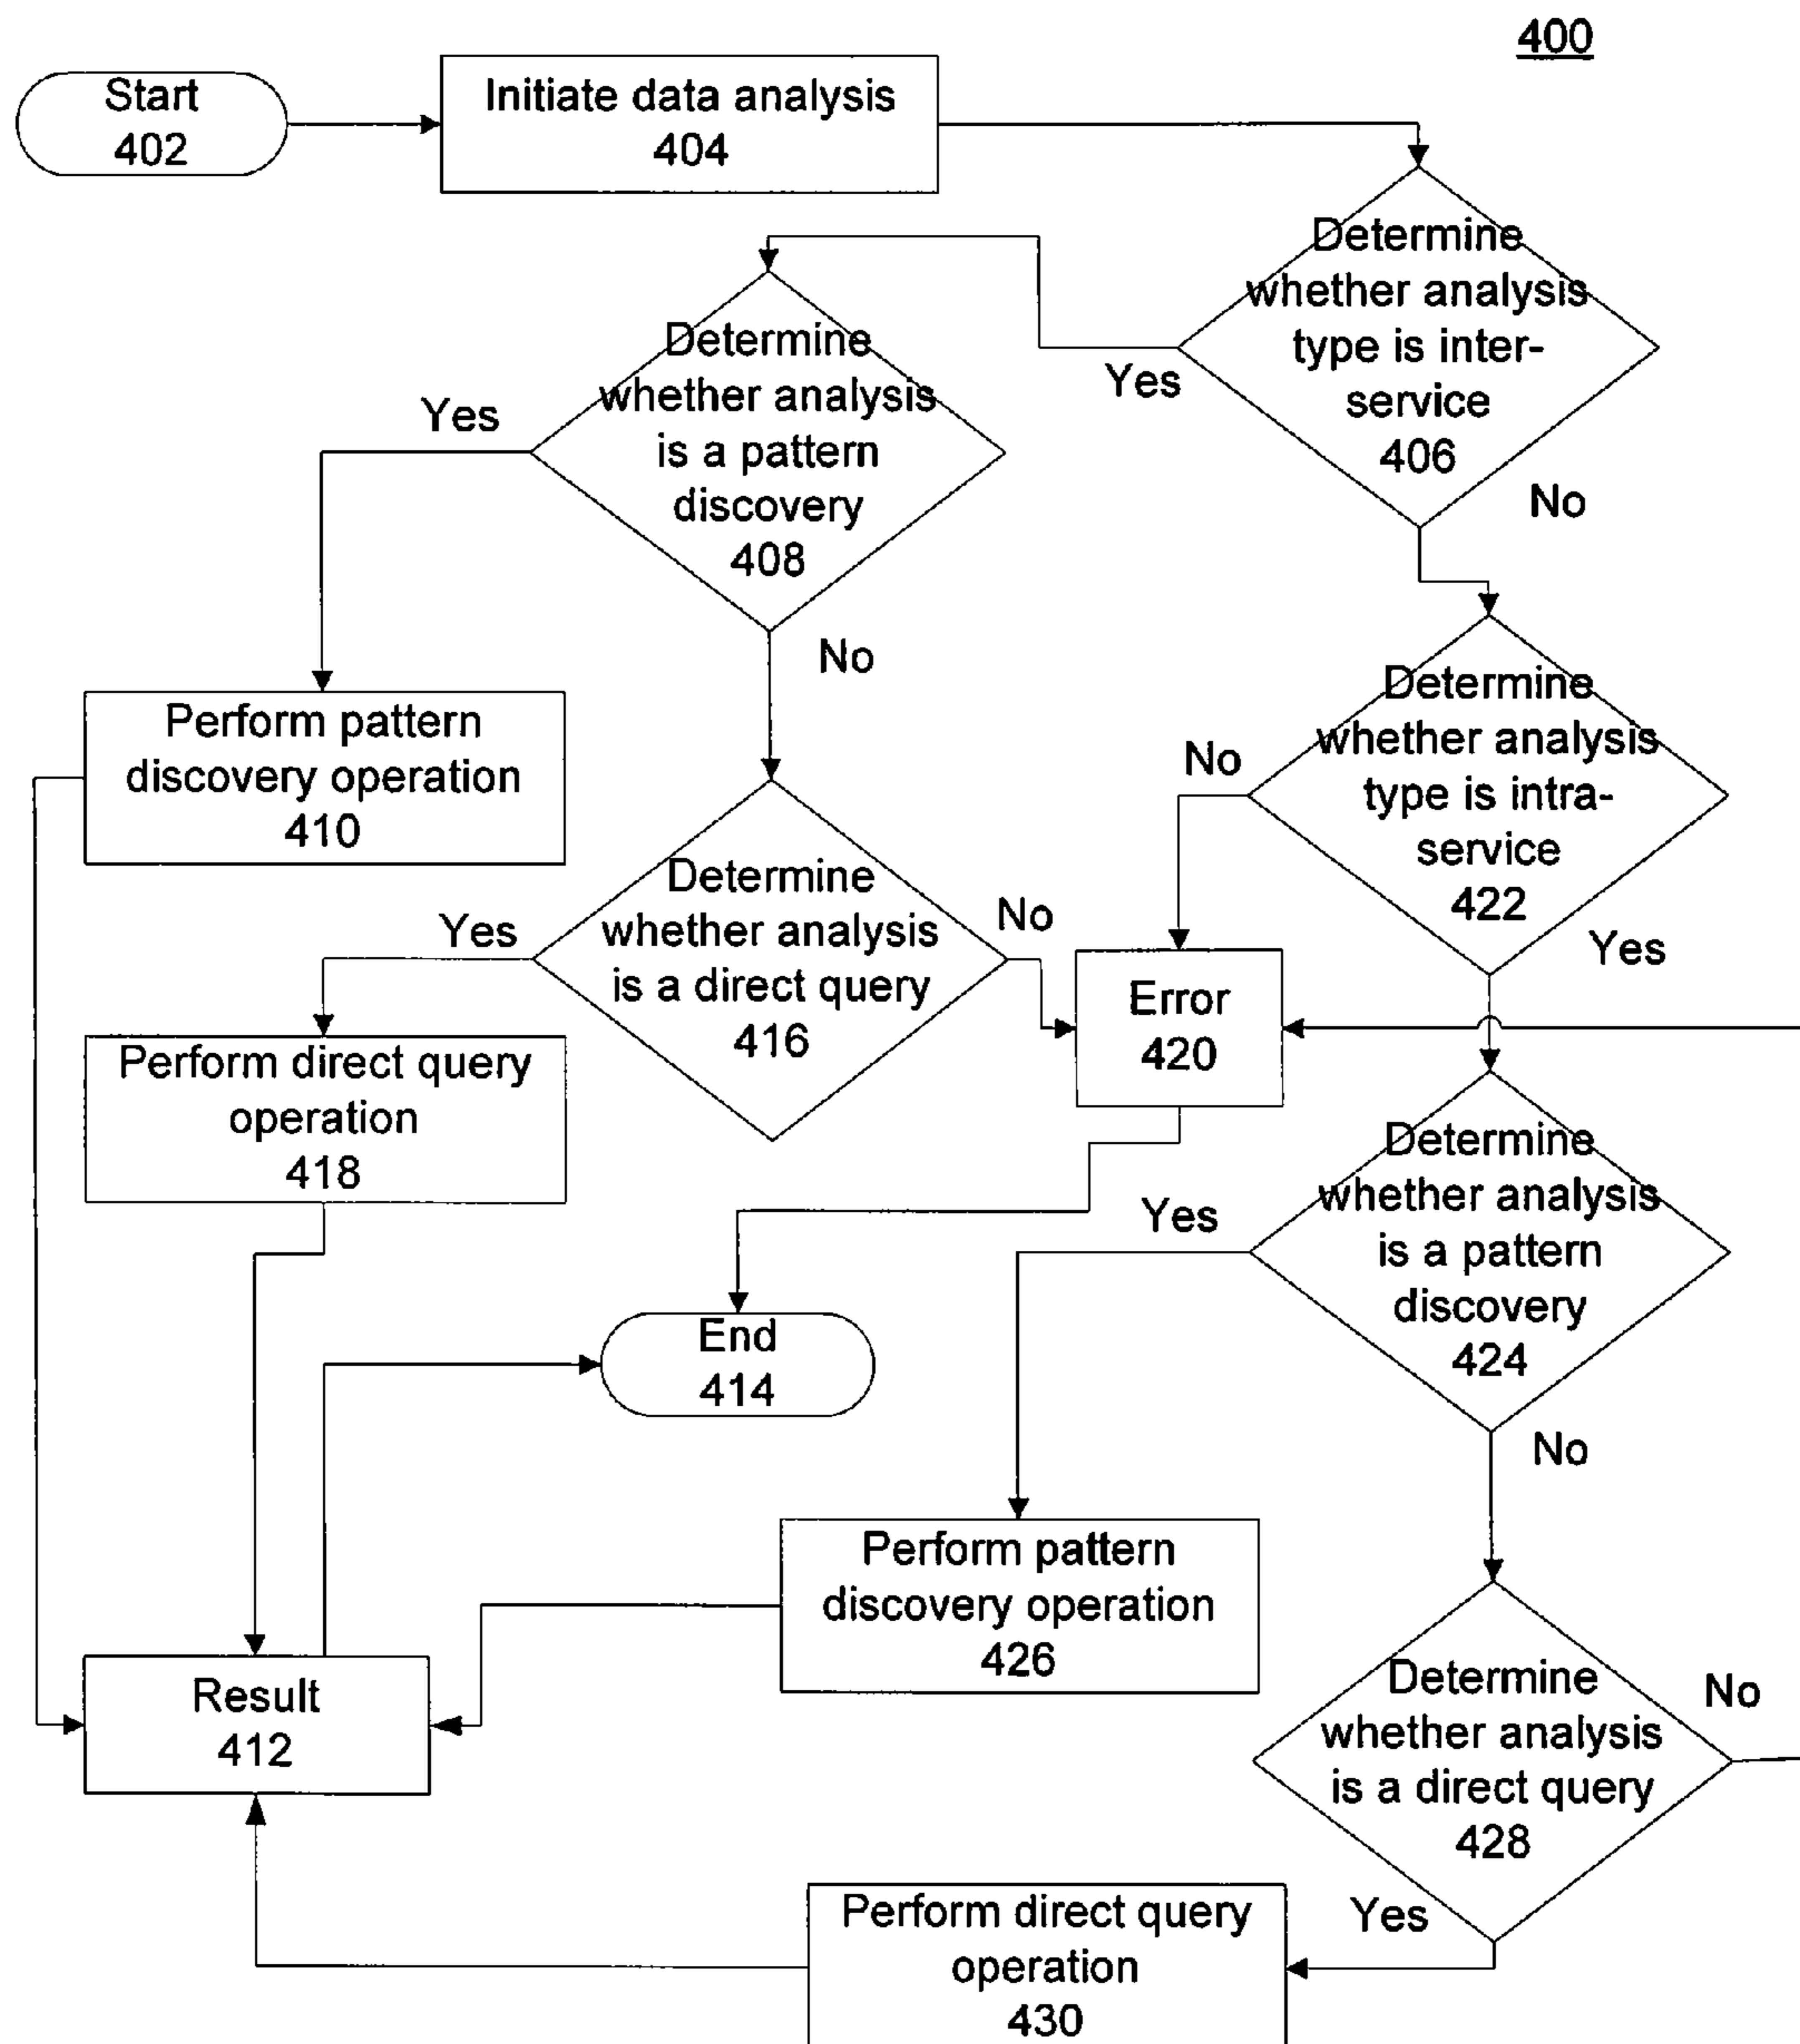 400
Start
402
Initiate data analysis
404
Determine
whether analysis
type is inter-
service
406
Yes
No
Determine
whether analysis
is a pattern
discovery
408
Yes
No
Perform pattern
discovery operation
410
Determine
whether analysis
type is intra-
service
422
No
Yes
Determine
whether analysis
is a direct query
416
Yes
No
Error
420
Perform direct query
operation
418
Determine
whether analysis
is a pattern
discovery
424
Yes
No
End
414
Perform pattern
discovery operation
426
Result
412
Determine
whether analysis
is a direct query
428
No
Yes
Perform direct query
operation
430